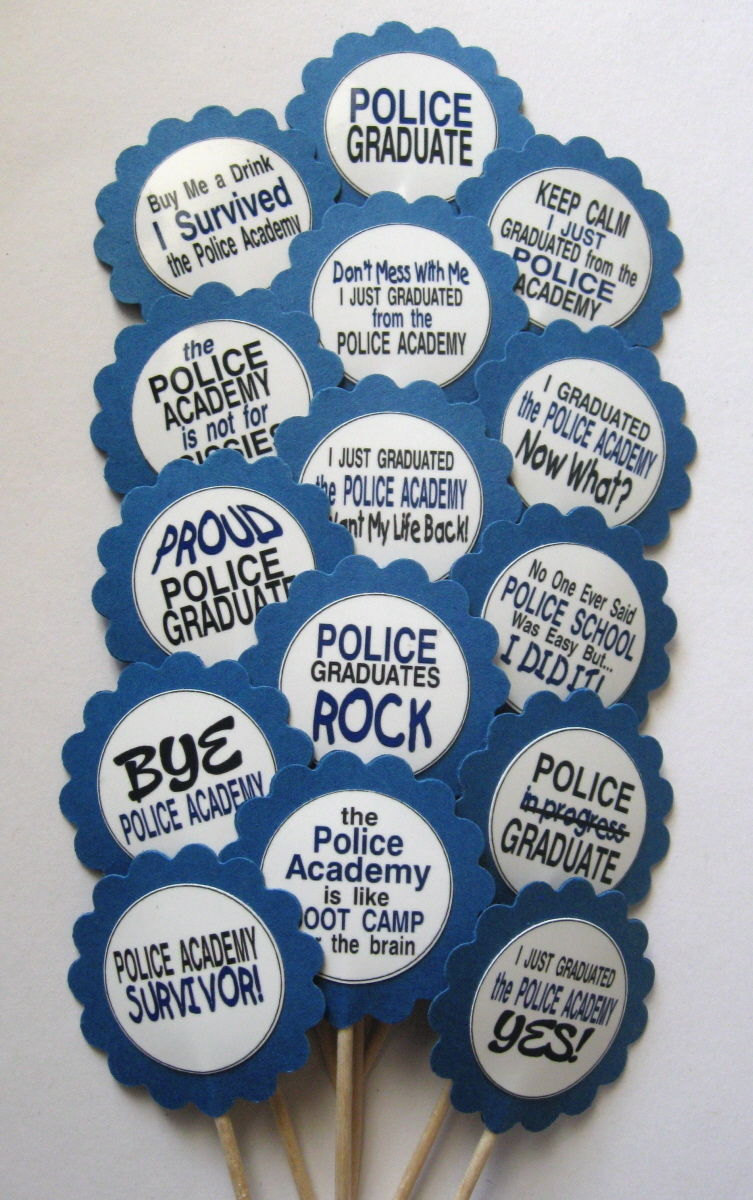 POLICE
GRADUATE
Buy Me a Drink
I Survived
the Police Academy
KEEP CALM
I JUST
GRADUATED from the
POLICE
ACADEMY
Don't Mess With Me
I JUST GRADUATED
from the
POLICE ACADEMY
the
POLICE
ACADEMY
is not for
I GRADUATED
the POLICE ACADEMY
Now What?
I JUST GRADUATED
the POLICE ACADEMY
My Life Back!
PROUD
POLICE
GRADUATE
No One Ever Said
POLICE SCHOOL
Was Easy But...
I DID IT!
POLICE
GRADUATES
ROCK
BYE
POLICE ACADEMY
POLICE
in progress
GRADUATE
the
Police
Academy
is like
OOT CAMP
the brain
POLICE ACADEMY
SURVIVOR!
I JUST GRADUATED
the POLICE ACADEMY
YES!